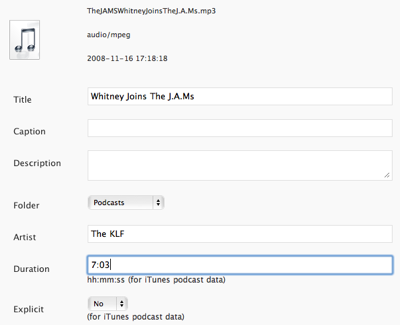 TheJAMSWhitneyJoinsTheJ.A.Ms.mp3
audio/mpeg
2008-11-16 17:18:18
Title Whitney Joins The J.A.Ms
Caption
Description
Folder Podcasts
Artist The KLF
Duration 7:03
hh:mm:ss (for iTunes podcast data)
Explicit No
(for iTunes podcast data)